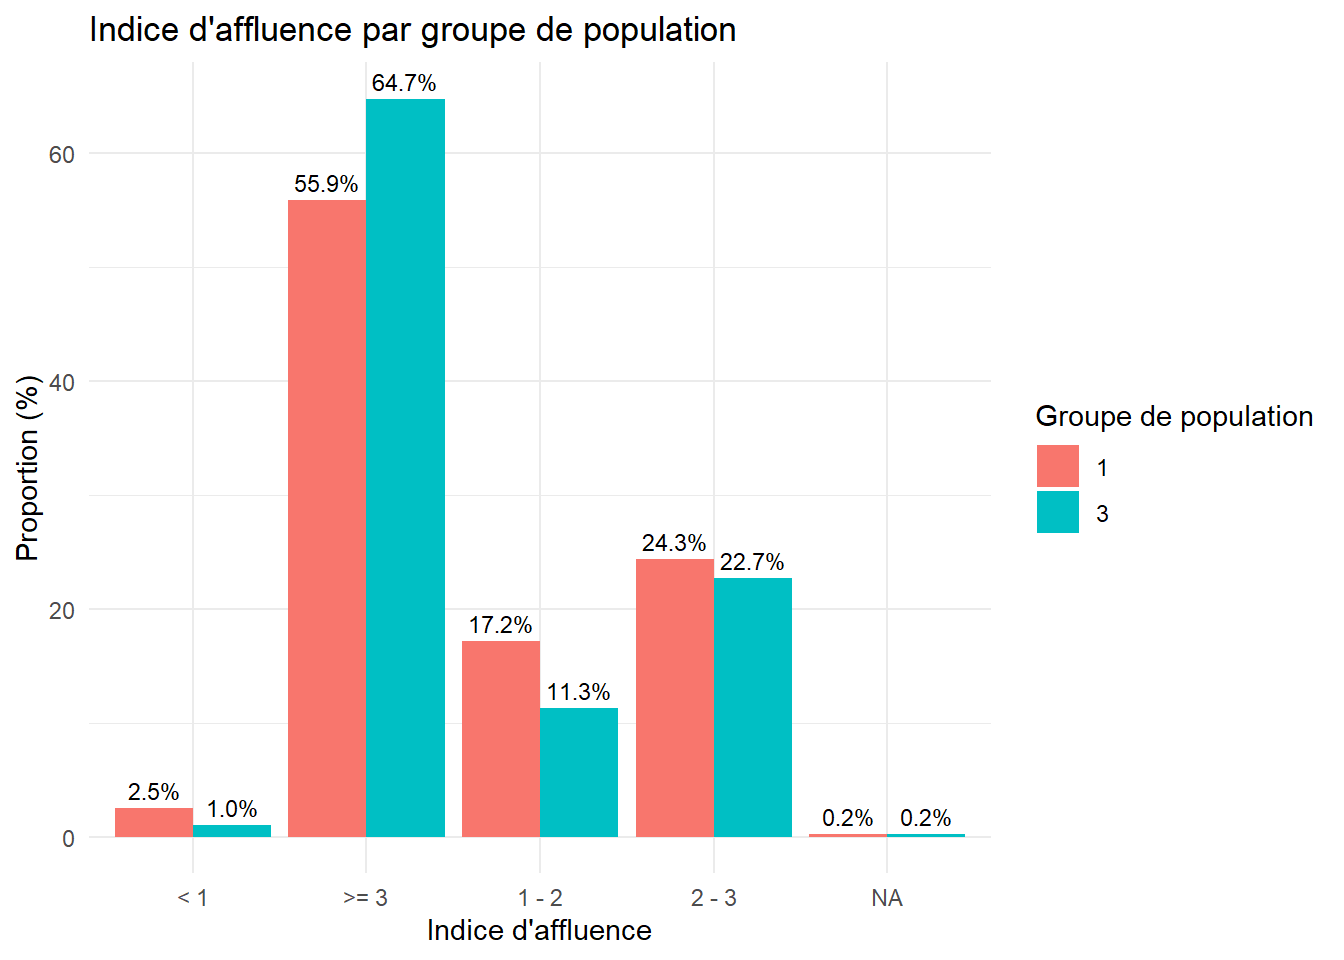 Indice d'affluence par groupe de population
64.7%
60
55.9%
40
Proportion (%)
Groupe de population
1
3
24.3%
22.7%
20
17.2%
11.3%
2.5%
1.0%
0.2%
0.2%
0
< 1
>= 3
1 - 2
2 - 3
NA
Indice d'affluence